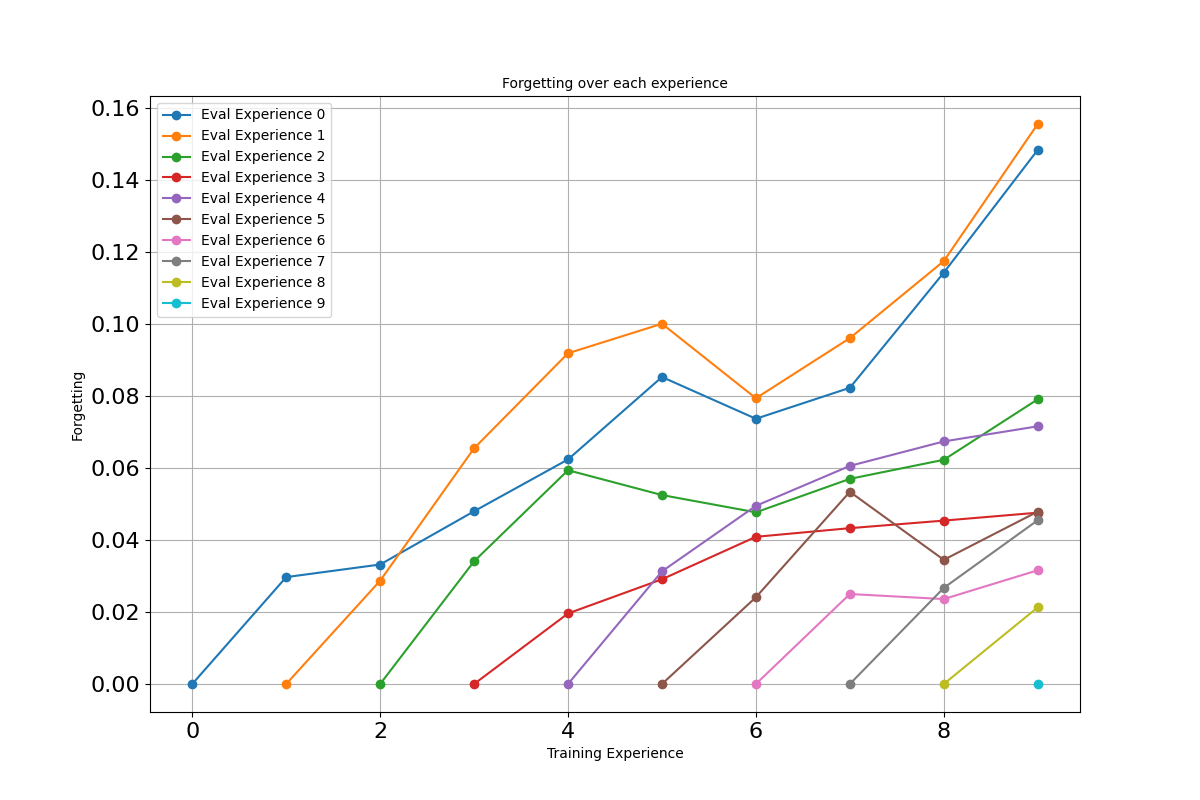 Forgetting over each experience
0.16
0.14
0.12
0.10
0.08
0.06
0.04
0.02
0.00
Forgetting
Eval Experience 0
Eval Experience 1
Eval Experience 2
Eval Experience 3
Eval Experience 4
Eval Experience 5
Eval Experience 6
Eval Experience 7
Eval Experience 8
Eval Experience 9
0 2 4 6 8
Training Experience